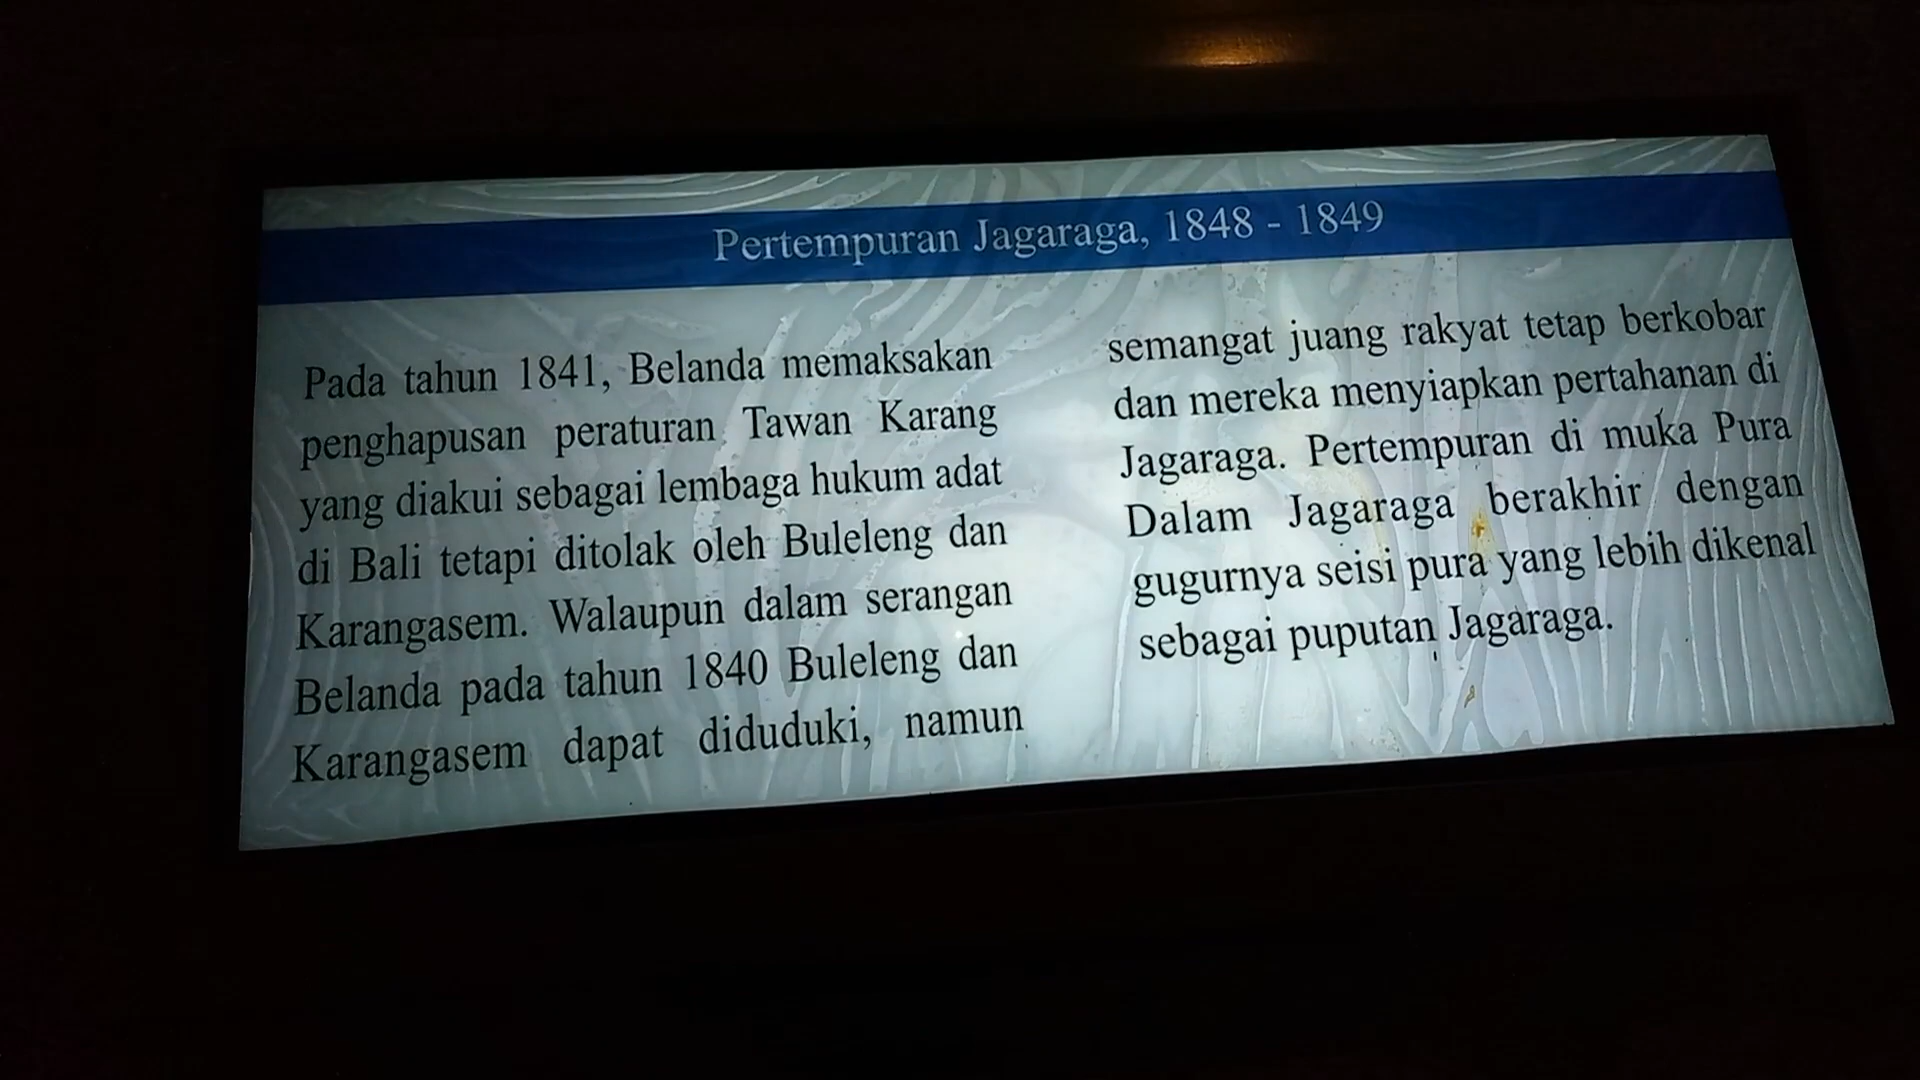 Pertempuran Jagaraga, 1848 - 1849
Pada tahun 1841, Belanda memaksakan
penghapusan peraturan Tawan Karang
yang diakui sebagai lembaga hukum adat
di Bali tetapi ditolak oleh Buleleng dan
Karangasem. Walaupun dalam serangan
Belanda pada tahun 1840 Buleleng dan
Karangasem dapat diduduki, namun
semangat juang rakyat tetap berkobar
dan mereka menyiapkan pertahanan di
Jagaraga. Pertempuran di muka Pura
Dalam Jagaraga berakhir dengan
gugurnya seisi pura yang lebih dikenal
sebagai puputan Jagaraga.